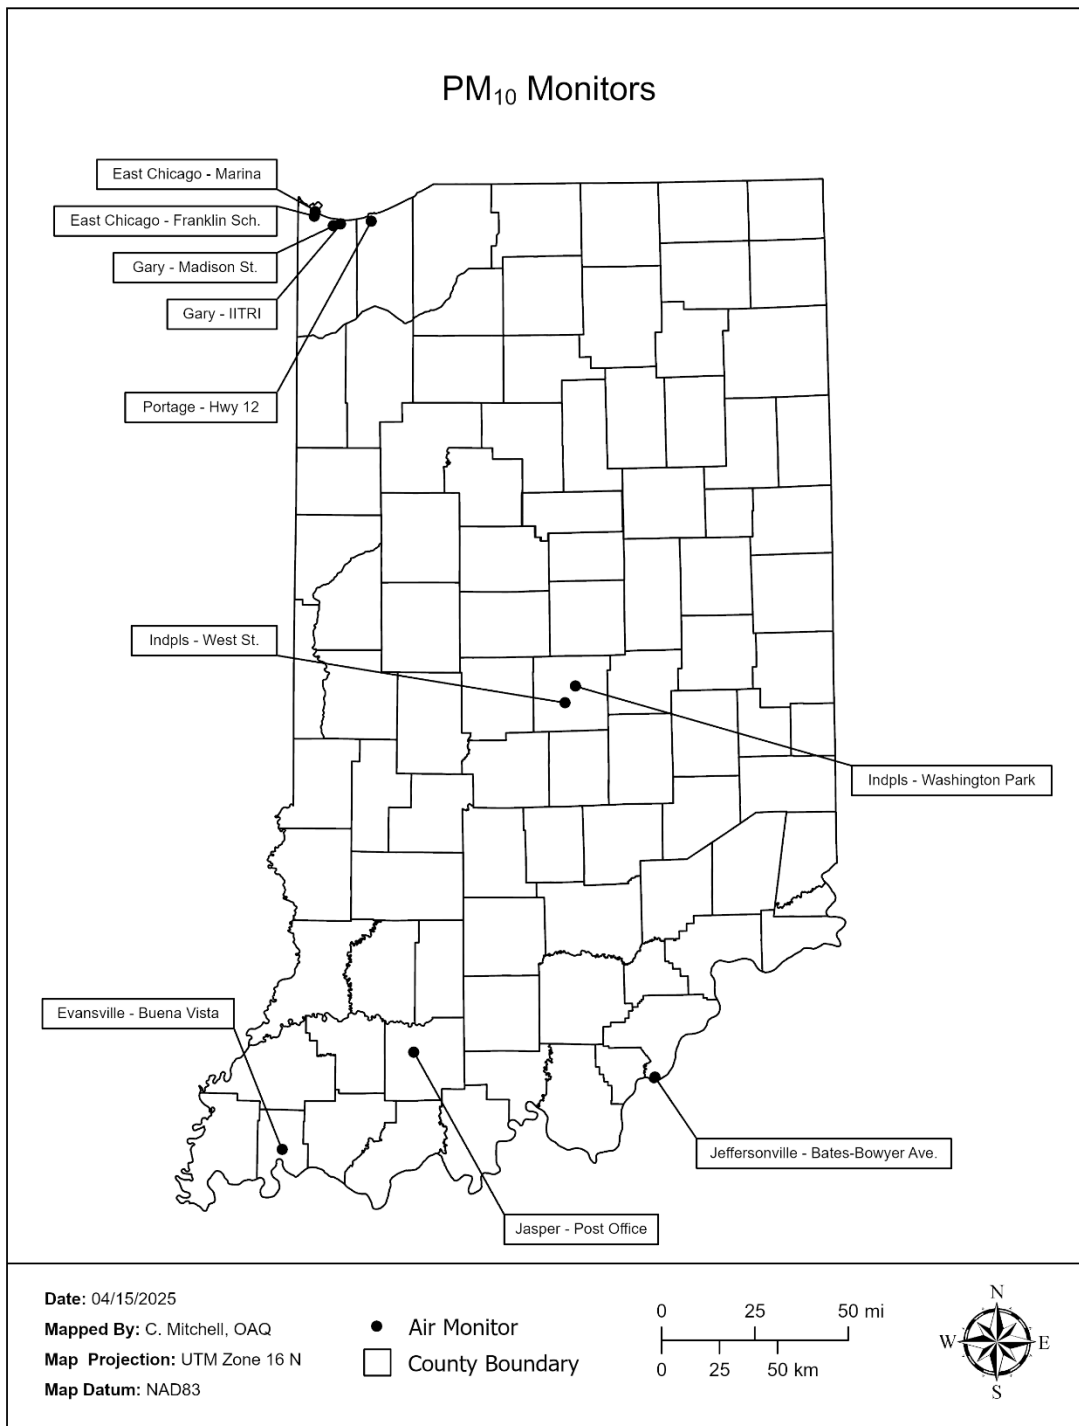 PM₁₀ Monitors
East Chicago - Marina
East Chicago - Franklin Sch.
Gary - Madison St.
Gary - IITRI
Portage - Hwy 12
Indpls - West St.
Indpls - Washington Park
Evansville - Buena Vista
Jeffersonville - Bates-Bowyer Ave.
Jasper - Post Office
Date: 04/15/2025
Mapped By: C. Mitchell, OAQ
Map Projection: UTM Zone 16 N
Map Datum: NAD83
Air Monitor
County Boundary
0 25 50 mi
0 25 50 km
N
W E
S